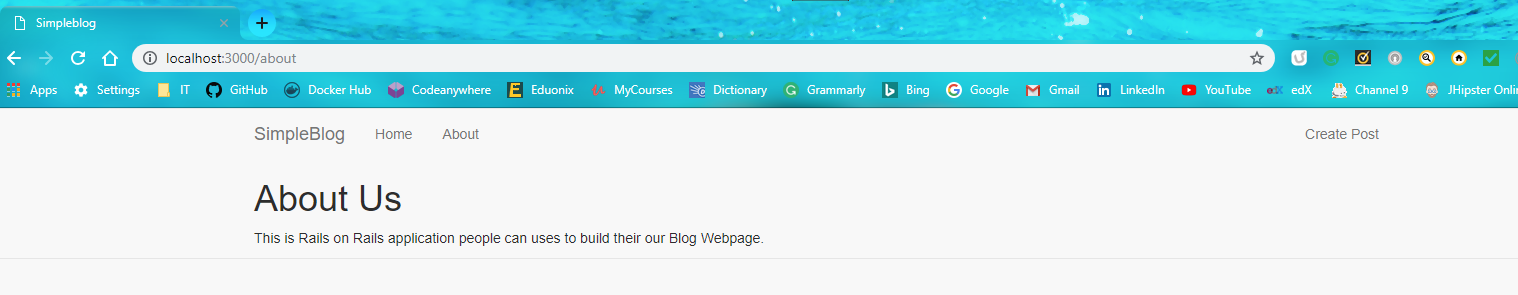 Simpleblog
localhost:3000/about
Apps Settings IT GitHub Docker Hub Codeanywhere Eduonix MyCourses Dictionary Grammarly Bing Google Gmail LinkedIn YouTube edX Channel 9 JHipster Onli
SimpleBlog Home About Create Post
About Us
This is Rails on Rails application people can uses to build their our Blog Webpage.